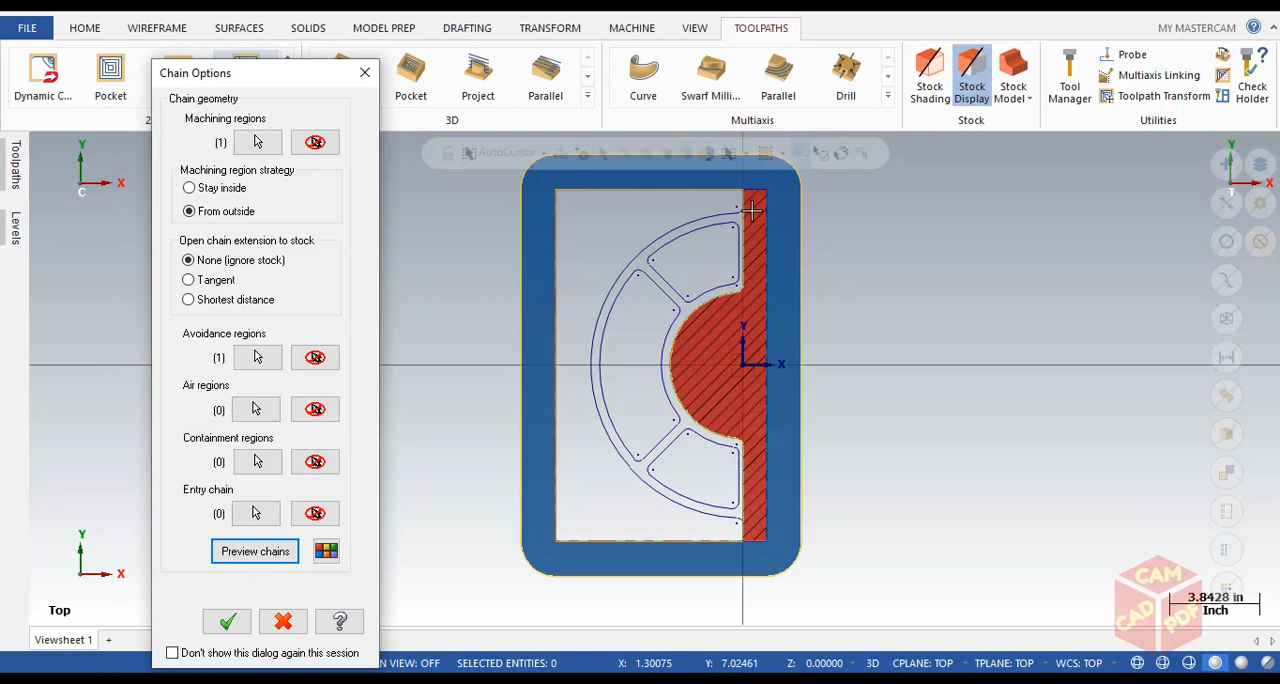 FILE HOME WIREFRAME SURFACES SOLIDS MODEL PREP DRAFTING TRANSFORM MACHINE VIEW TOOLPATHS MY MASTERCAM
Dynamic C... Pocket
Pocket Project Parallel
3D
Curve Swarf Milli... Parallel Drill
Multiaxis
Stock Shading
Stock Display
Stock Model
Stock
Tool Manager
Probe
Multiaxis Linking
Toolpath Transform
Check Holder
Utilities
Toolpaths
Levels
AutoCursor
Chain Options
Chain geometry
Machining regions
(1)
Machining region strategy
Stay inside
From outside
Open chain extension to stock
None (ignore stock)
Tangent
Shortest distance
Avoidance regions
(1)
Air regions
(0)
Containment regions
(0)
Entry chain
(0)
Preview chains
Don't show this dialog again this session
Y
X
C
Y
X
T
Y
X
Y
X
Top
CAM
CAD
PDF
3.8428 in
Inch
Viewsheet 1 +
N VIEW: OFF SELECTED ENTITIES: 0 X: 1.30075 Y: 7.02461 Z: 0.00000 3D CPLANE: TOP TPLANE: TOP WCS: TOP